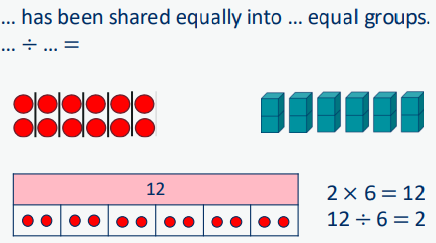 ... has been shared equally into ... equal groups.
... ÷ ... =
12
2 × 6 = 12
12 ÷ 6 = 2